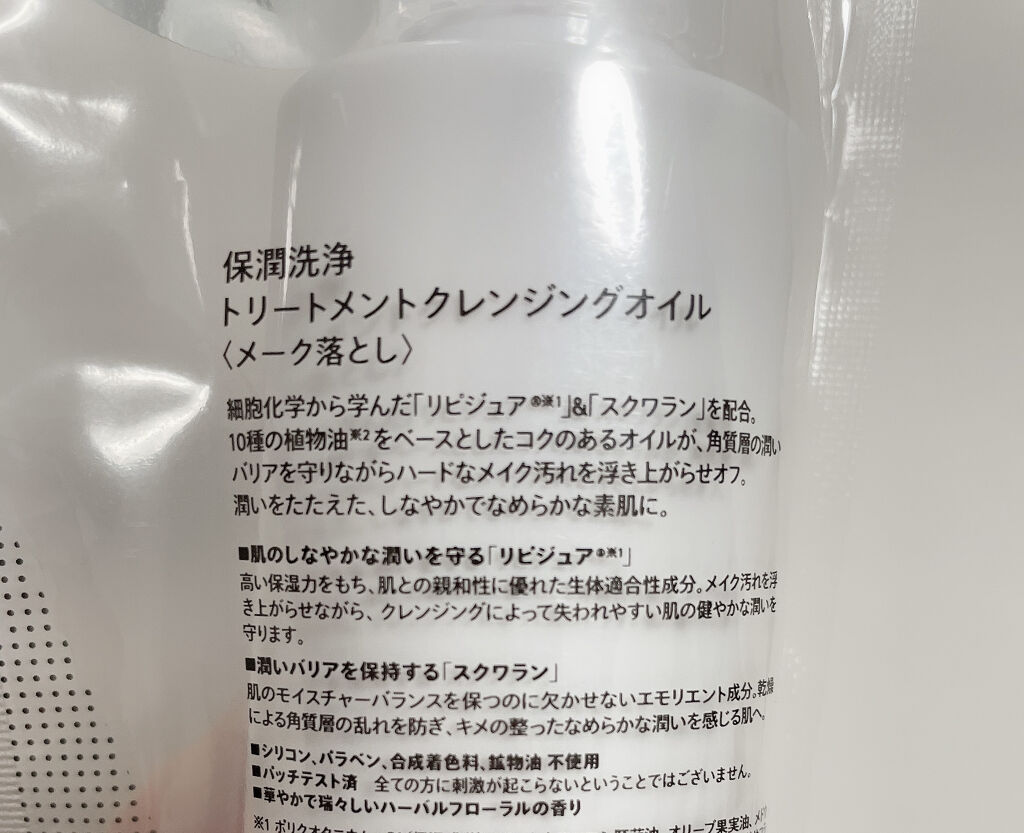 保潤洗浄
トリートメントクレンジングオイル
〈メーク落とし〉
細胞化学から学んだ「リピジュア®※1」&「スクワラン」を配合。
10種の植物油※2をベースとしたコクのあるオイルが、角質層の潤い
バリアを守りながらハードなメイク汚れを浮き上がらせオフ。
潤いをたたえた、しなやかでなめらかな素肌に。
■肌のしなやかな潤いを守る「リピジュア®※1」
高い保湿力をもち、肌との親和性に優れた生体適合性成分。メイク汚れを浮
き上がらせながら、クレンジングによって失われやすい肌の健やかな潤いを
守ります。
■潤いバリアを保持する「スクワラン」
肌のモイスチャーバランスを保つのに欠かせないエモリエント成分。乾燥
による角質層の乱れを防ぎ、キメの整ったなめらかな潤いを感じる肌へ。
■シリコン、パラベン、合成着色料、鉱物油 不使用
■パッチテスト済 全ての方に刺激が起こらないということではございません。
■華やかで瑞々しいハーバルフローラルの香り
※1 オリーブ果実油、